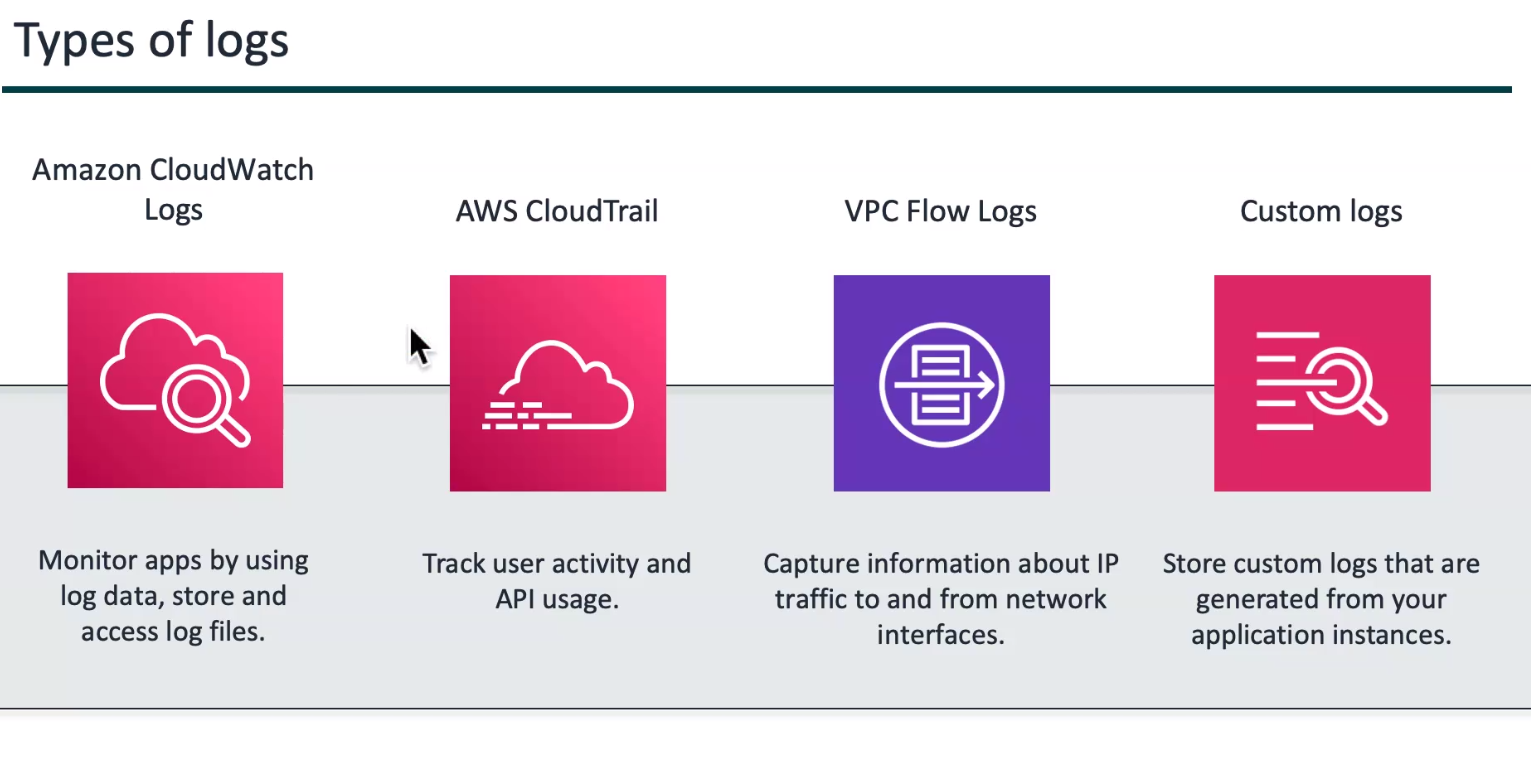 Types of logs
Amazon CloudWatch
Logs
AWS CloudTrail
VPC Flow Logs
Custom logs
Monitor apps by using
log data, store and
access log files.
Track user activity and
API usage.
Capture information about IP
traffic to and from network
interfaces.
Store custom logs that are
generated from your
application instances.